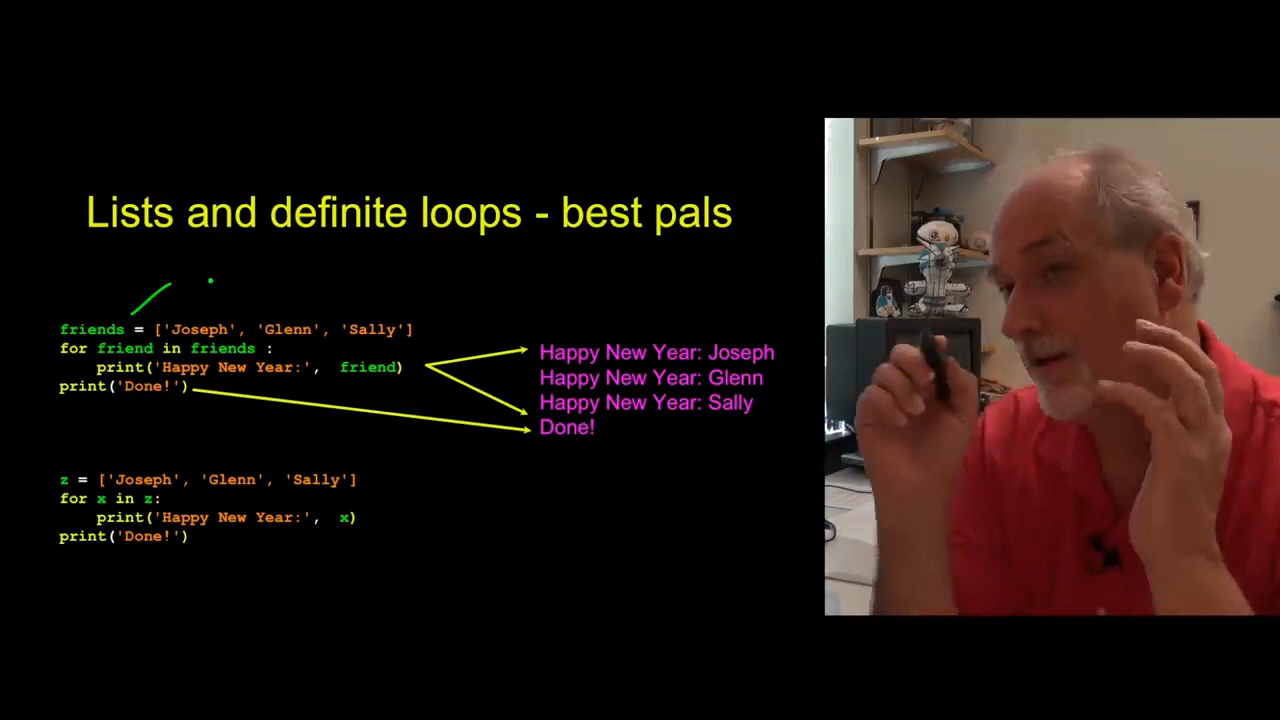 Lists and definite loops - best pals
friends = ['Joseph', 'Glenn', 'Sally']
for friend in friends :
    print('Happy New Year:',  friend)
print('Done!')
Happy New Year: Joseph
Happy New Year: Glenn
Happy New Year: Sally
Done!
z = ['Joseph', 'Glenn', 'Sally']
for x in z:
    print('Happy New Year:',  x)
print('Done!')